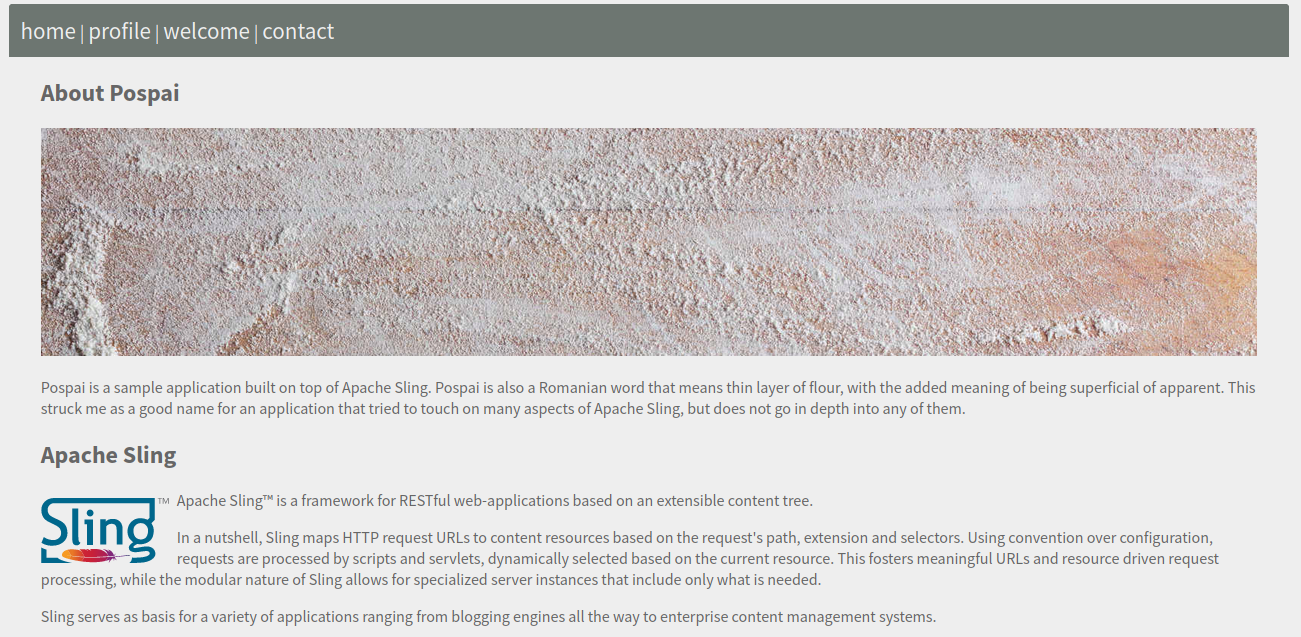 home | profile | welcome | contact
About Pospai
Pospai is a sample application built on top of Apache Sling. Pospai is also a Romanian word that means thin layer of flour, with the added meaning of being superficial of apparent. This
struck me as a good name for an application that tried to touch on many aspects of Apache Sling, but does not go in depth into any of them.
Apache Sling
Sling™
Apache Sling™ is a framework for RESTful web-applications based on an extensible content tree.
In a nutshell, Sling maps HTTP request URLs to content resources based on the request's path, extension and selectors. Using convention over configuration,
requests are processed by scripts and servlets, dynamically selected based on the current resource. This fosters meaningful URLs and resource driven request
processing, while the modular nature of Sling allows for specialized server instances that include only what is needed.
Sling serves as basis for a variety of applications ranging from blogging engines all the way to enterprise content management systems.